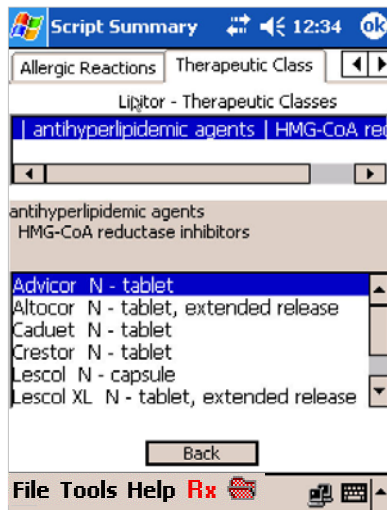 Script Summary 12:34 ok
Allergic Reactions Therapeutic Class
Lipitor - Therapeutic Classes
| antihyperlipidemic agents | HMG-CoA red
antihyperlipidemic agents
HMG-CoA reductase inhibitors
Advicor N - tablet
Altocor N - tablet, extended release
Caduet N - tablet
Crestor N - tablet
Lescol N - capsule
Lescol XL N - tablet, extended release
Back
File Tools Help Rx